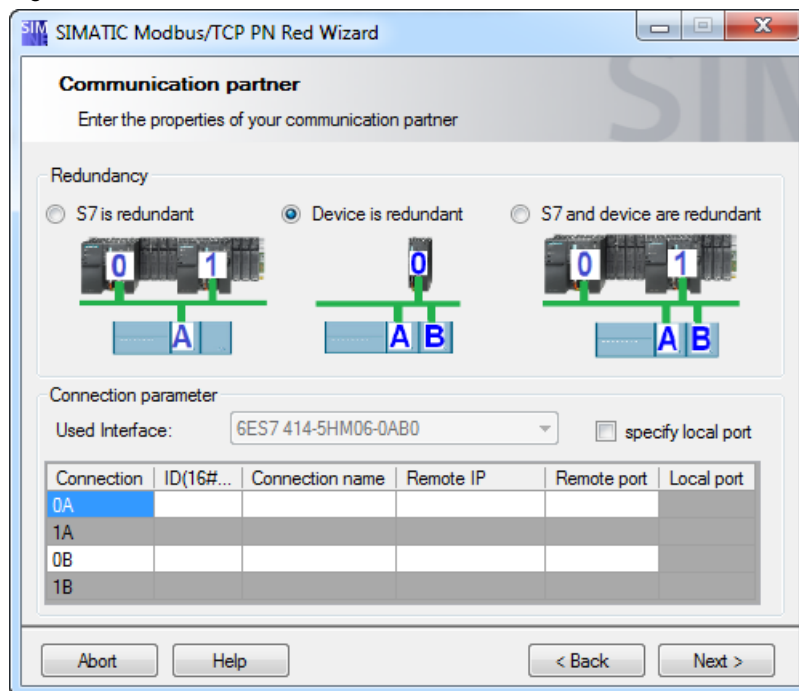 SIMATIC Modbus/TCP PN Red Wizard
Communication partner
Enter the properties of your communication partner
SIM
Redundancy
S7 is redundant Device is redundant S7 and device are redundant
0 1 0 0 1
A A B A B
Connection parameter
Used Interface: 6ES7 414-5HM06-0AB0 specify local port
Connection ID(16#... Connection name Remote IP Remote port Local port
0A
1A
0B
1B
Abort Help < Back Next >